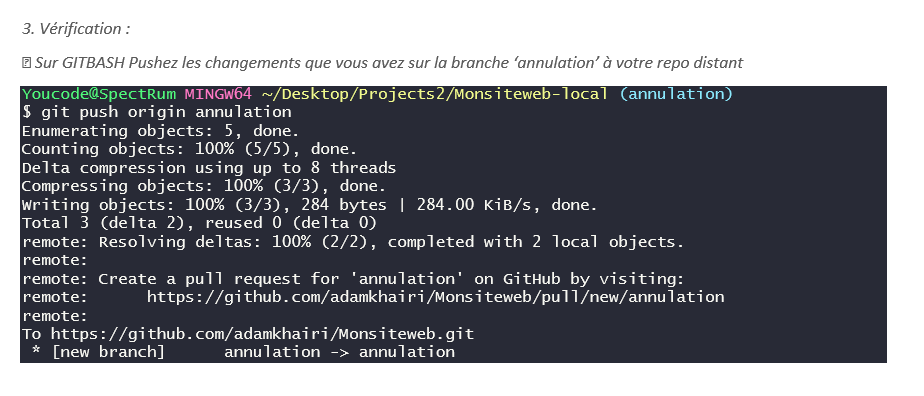 3. Vérification :
Sur GITBASH Pushez les changements que vous avez sur la branche ‘annulation’ à votre repo distant
Youcode@SpectRum MINGW64 ~/Desktop/Projects2/Monsiteweb-local (annulation)
$ git push origin annulation
Enumerating objects: 5, done.
Counting objects: 100% (5/5), done.
Delta compression using up to 8 threads
Compressing objects: 100% (3/3), done.
Writing objects: 100% (3/3), 284 bytes | 284.00 KiB/s, done.
Total 3 (delta 2), reused 0 (delta 0)
remote: Resolving deltas: 100% (2/2), completed with 2 local objects.
remote:
remote: Create a pull request for 'annulation' on GitHub by visiting:
remote:      https://github.com/adamkhairi/Monsiteweb/pull/new/annulation
remote:
To https://github.com/adamkhairi/Monsiteweb.git
 * [new branch]      annulation -> annulation